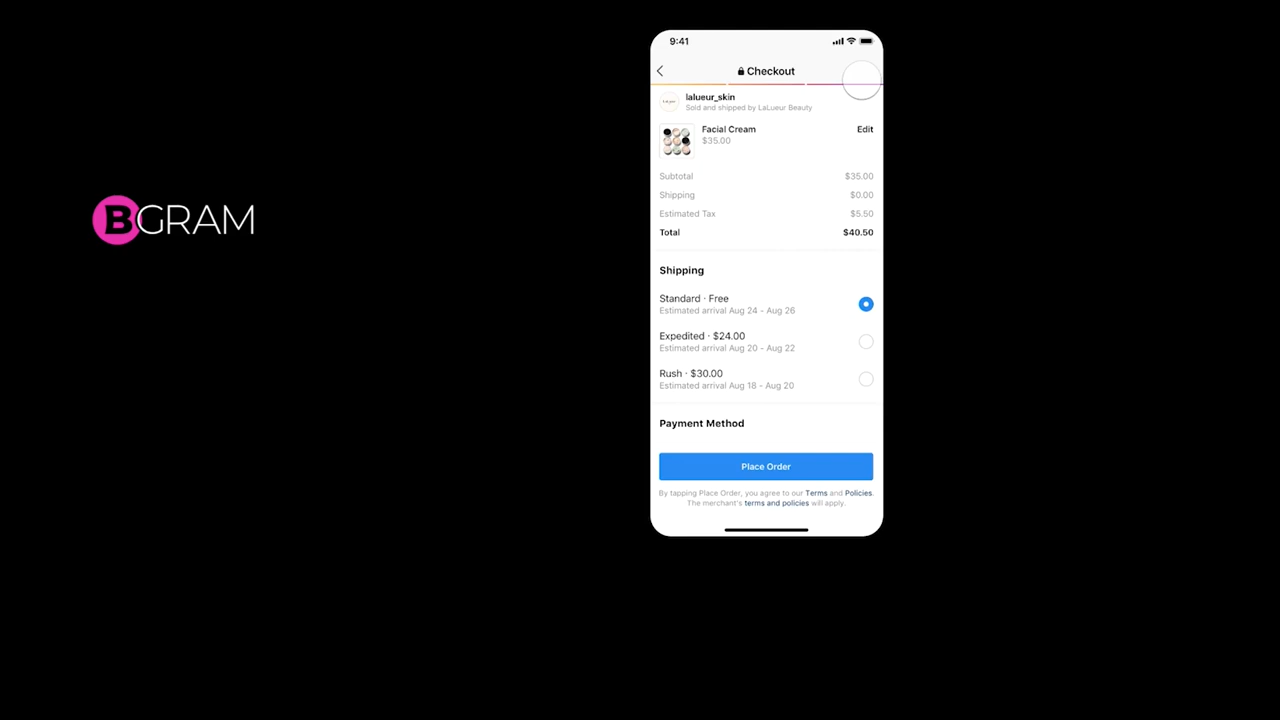 BGRAM
9:41
Checkout
lalueur_skin
Sold and shipped by LaLueur Beauty
Facial Cream
Edit
$35.00
Subtotal $35.00
Shipping $0.00
Estimated Tax $5.50
Total $40.50
Shipping
Standard · Free
Estimated arrival Aug 24 - Aug 26
Expedited · $24.00
Estimated arrival Aug 20 - Aug 22
Rush · $30.00
Estimated arrival Aug 18 - Aug 20
Payment Method
Place Order
By tapping Place Order, you agree to our Terms and Policies.
The merchant's terms and policies will apply.